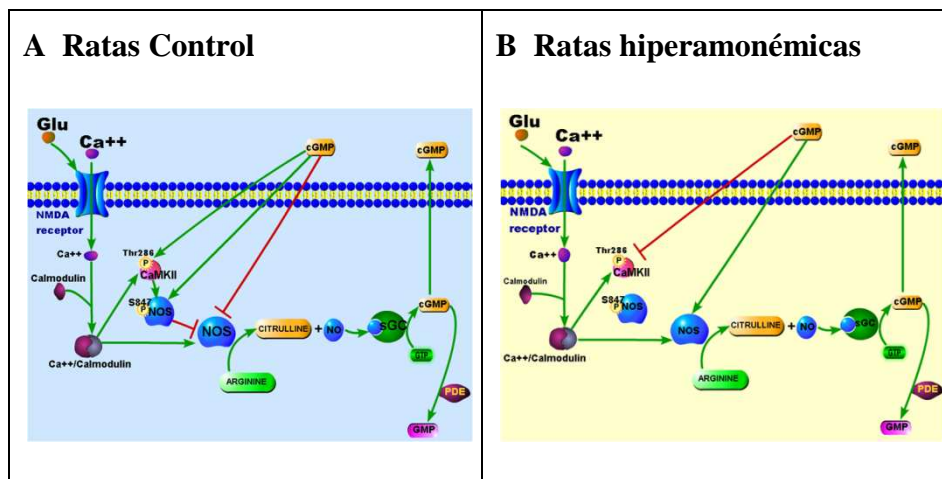 A Ratas Control
Glu
Ca++
cGMP
cGMP
NMDA
receptor
Ca++
Thr286
P
CaMKII
Calmodulin
S847
P
NOS
NOS
CITRULLINE + NO
sGC
cGMP
GTP
Ca++/Calmodulin
ARGININE
PDE
GMP
B Ratas hiperamonémicas
Glu
Ca++
cGMP
cGMP
NMDA
receptor
Ca++
Thr286
P
CaMKII
Calmodulin
S847
P
NOS
NOS
CITRULLINE + NO
sGC
cGMP
GTP
Ca++/Calmodulin
ARGININE
PDE
GMP